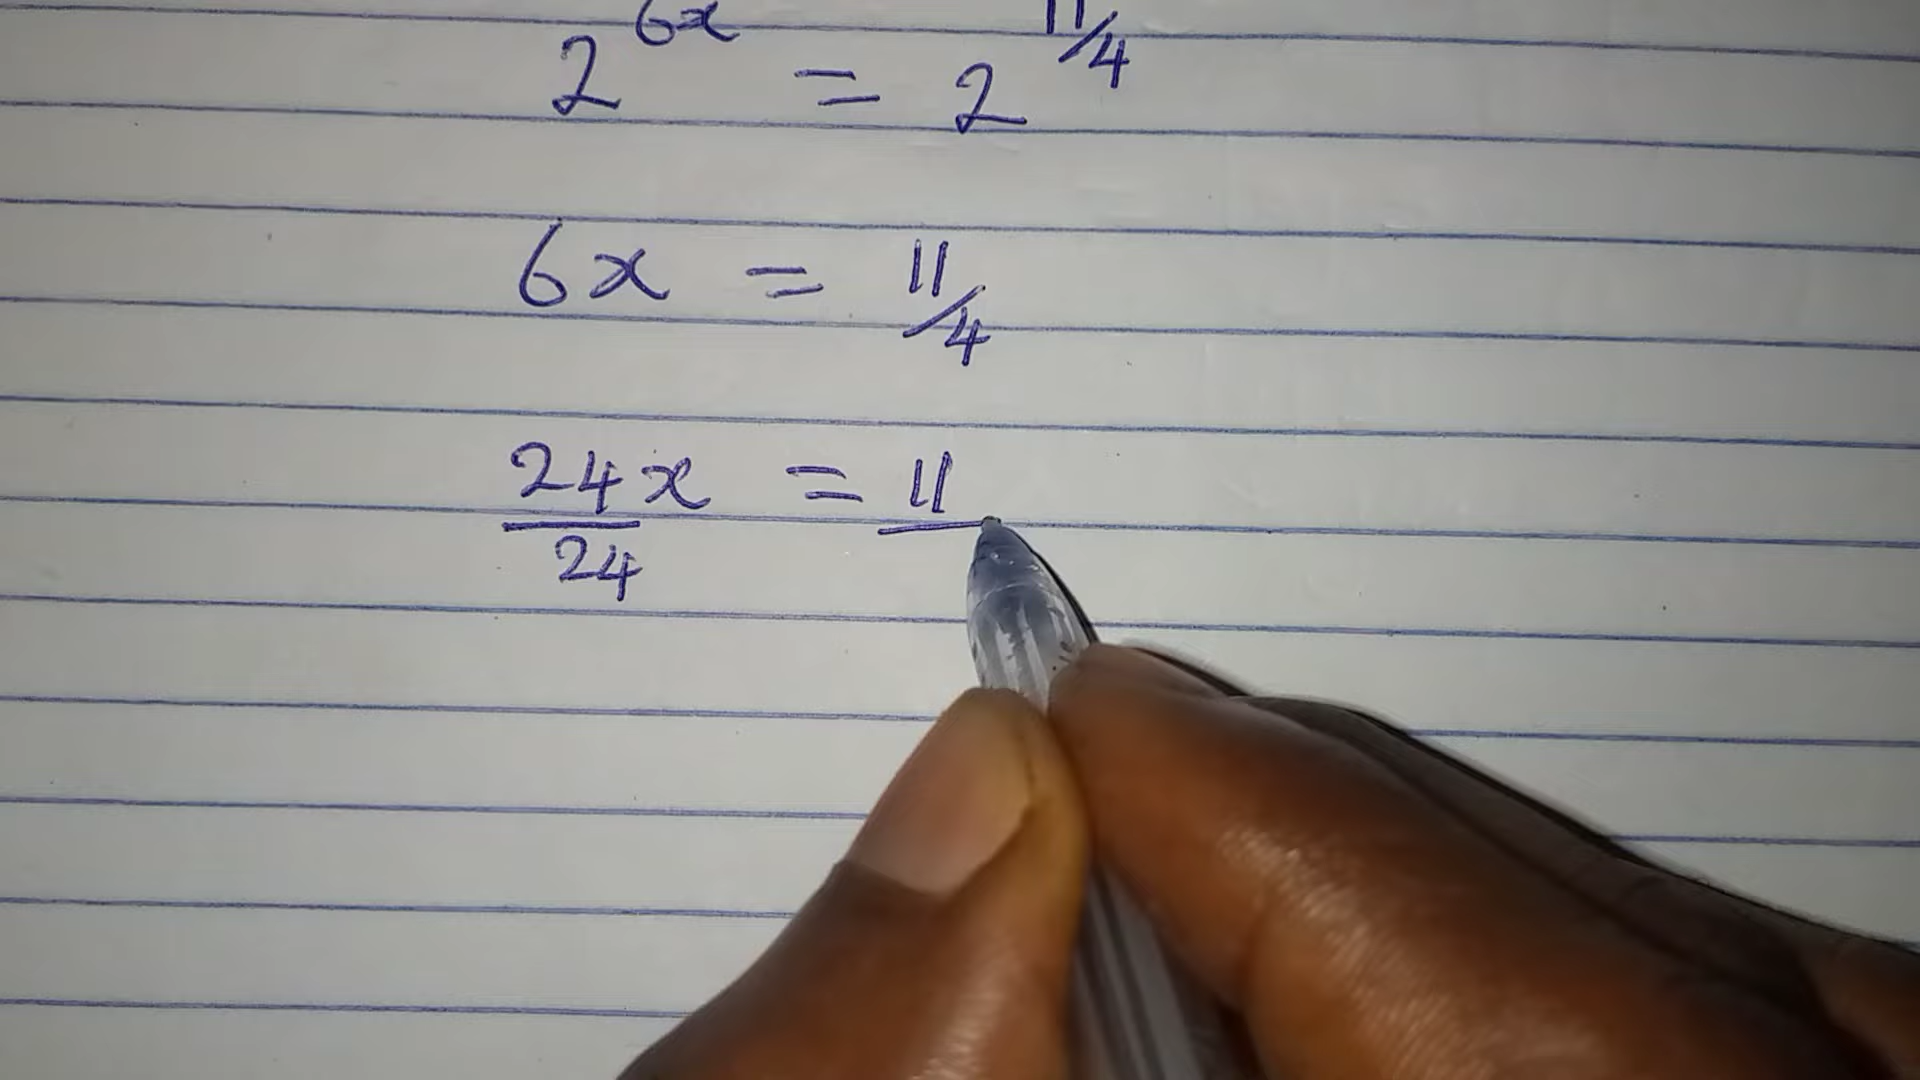 2^6x = 2^11/4
6x = 11/4
24x/24 = 11